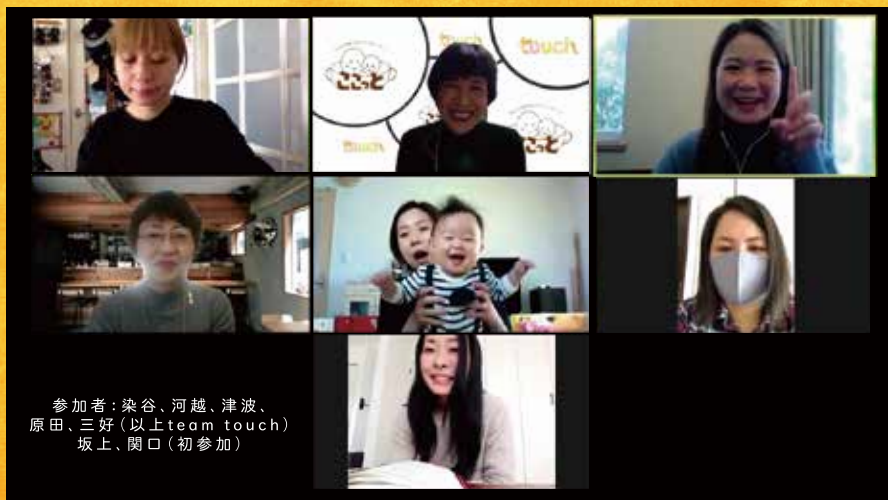 touch
touch
ここっと
touch
参加者：染谷、河越、津波、
原田、三好（以上team touch）
坂上、関口（初参加）